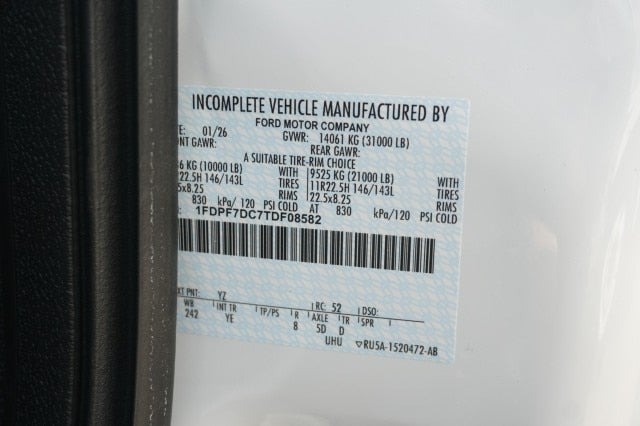 INCOMPLETE VEHICLE MANUFACTURED BY
FORD MOTOR COMPANY
TE: 01/26 GVWR: 14061 KG (31000 LB)
NT GAWR: REAR GAWR:
A SUITABLE TIRE-RIM CHOICE
6 KG (10000 LB) WITH 9525 KG (21000 LB) WITH
22.5H 146/143L TIRES 11R22.5H 146/143L TIRES
.5x8.25 RIMS 22.5x8.25 RIMS
830 kPa/ 120 PSI COLD AT 830 kPa/120 PSI COLD
1FDPF7DC7TDF08582
XT PNT: YZ RC: 52 DSO:
WB INT TR TP/PS R AXLE TR SPR
242 YE 8 5D D
UHU ▽RU5A-1520472-AB